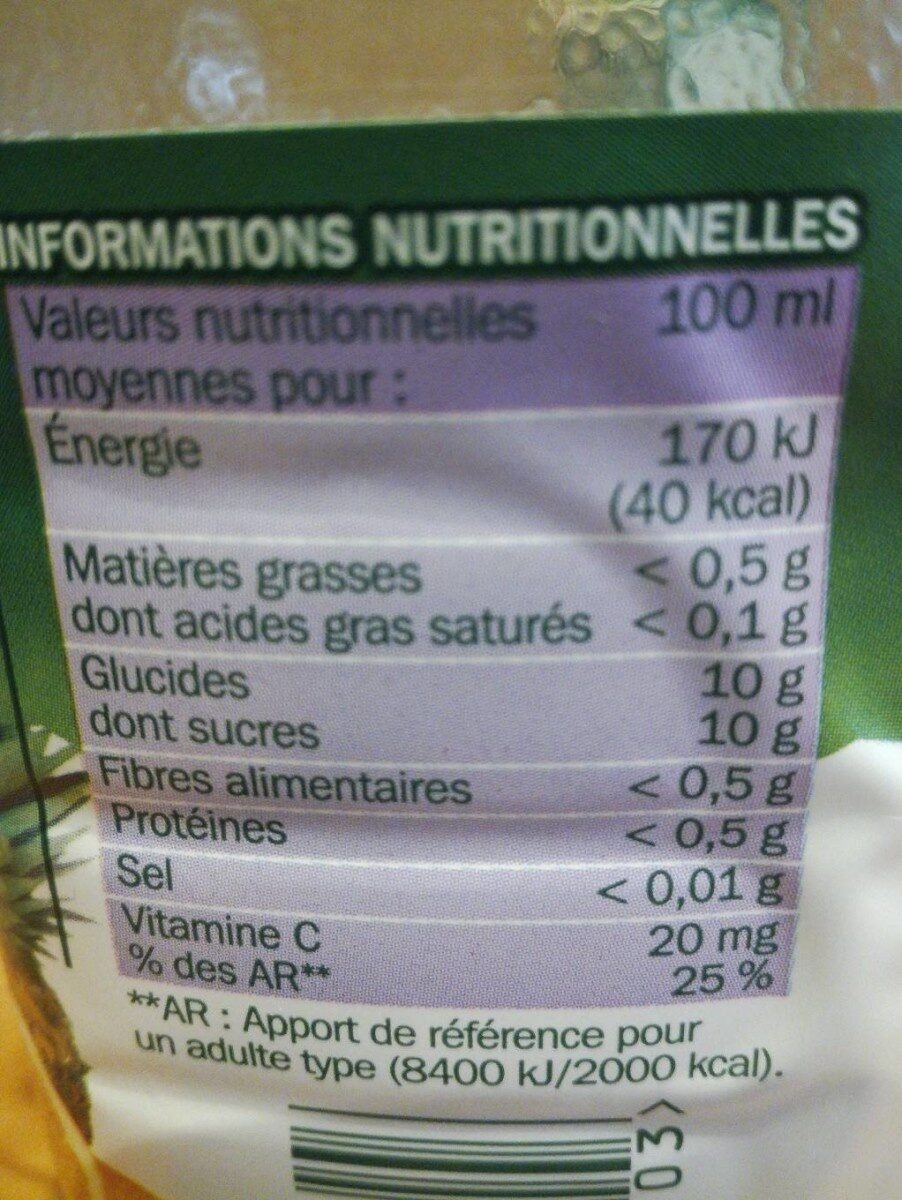 INFORMATIONS NUTRITIONNELLES
Valeurs nutritionnelles 100 ml
moyennes pour :
Énergie 170 kJ
(40 kcal)
Matières grasses < 0,5 g
dont acides gras saturés < 0,1 g
Glucides 10 g
dont sucres 10 g
Fibres alimentaires < 0,5 g
Protéines < 0,5 g
Sel < 0,01 g
Vitamine C 20 mg
% des AR** 25 %
**AR : Apport de référence pour
un adulte type (8400 kJ/2000 kcal).
03>